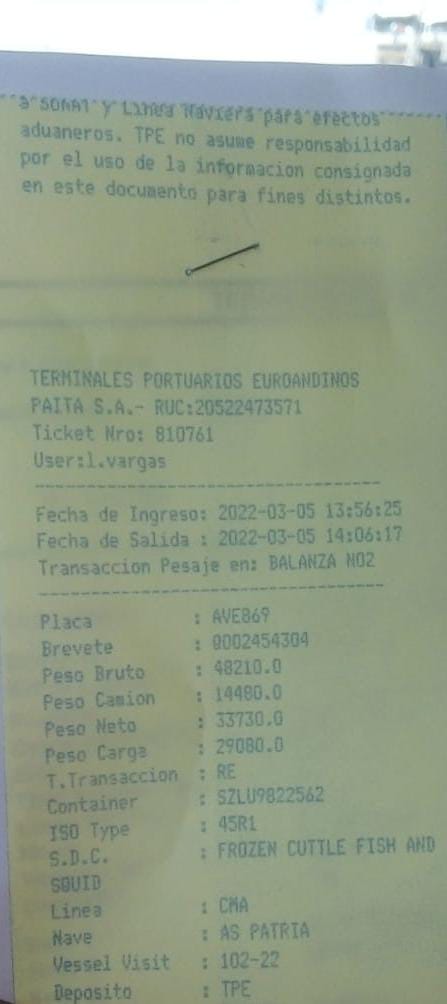 a SUNAT y Linea Naviera para efectos
aduaneros. TPE no asume responsabilidad
por el uso de la informacion consignada
en este documento para fines distintos.
TERMINALES PORTUARIOS EUROANDINOS
PAITA S.A.- RUC:20522473571
Ticket Nro: 810761
User:l.vargas
Fecha de Ingreso: 2022-03-05 13:56:25
Fecha de Salida : 2022-03-05 14:06:17
Transaccion Pesaje en: BALANZA NO2
Placa : AVE869
Brevete : Q002454304
Peso Bruto : 48210.0
Peso Camion : 14480.0
Peso Neto : 33730.0
Peso Carga : 29080.0
T.Transaccion : RE
Container : SZLU9822562
ISO Type : 45R1
S.D.C. : FROZEN CUTTLE FISH AND
SQUID
Linea : CMA
Nave : AS PATRIA
Vessel Visit : 102-22
Deposito : TPE